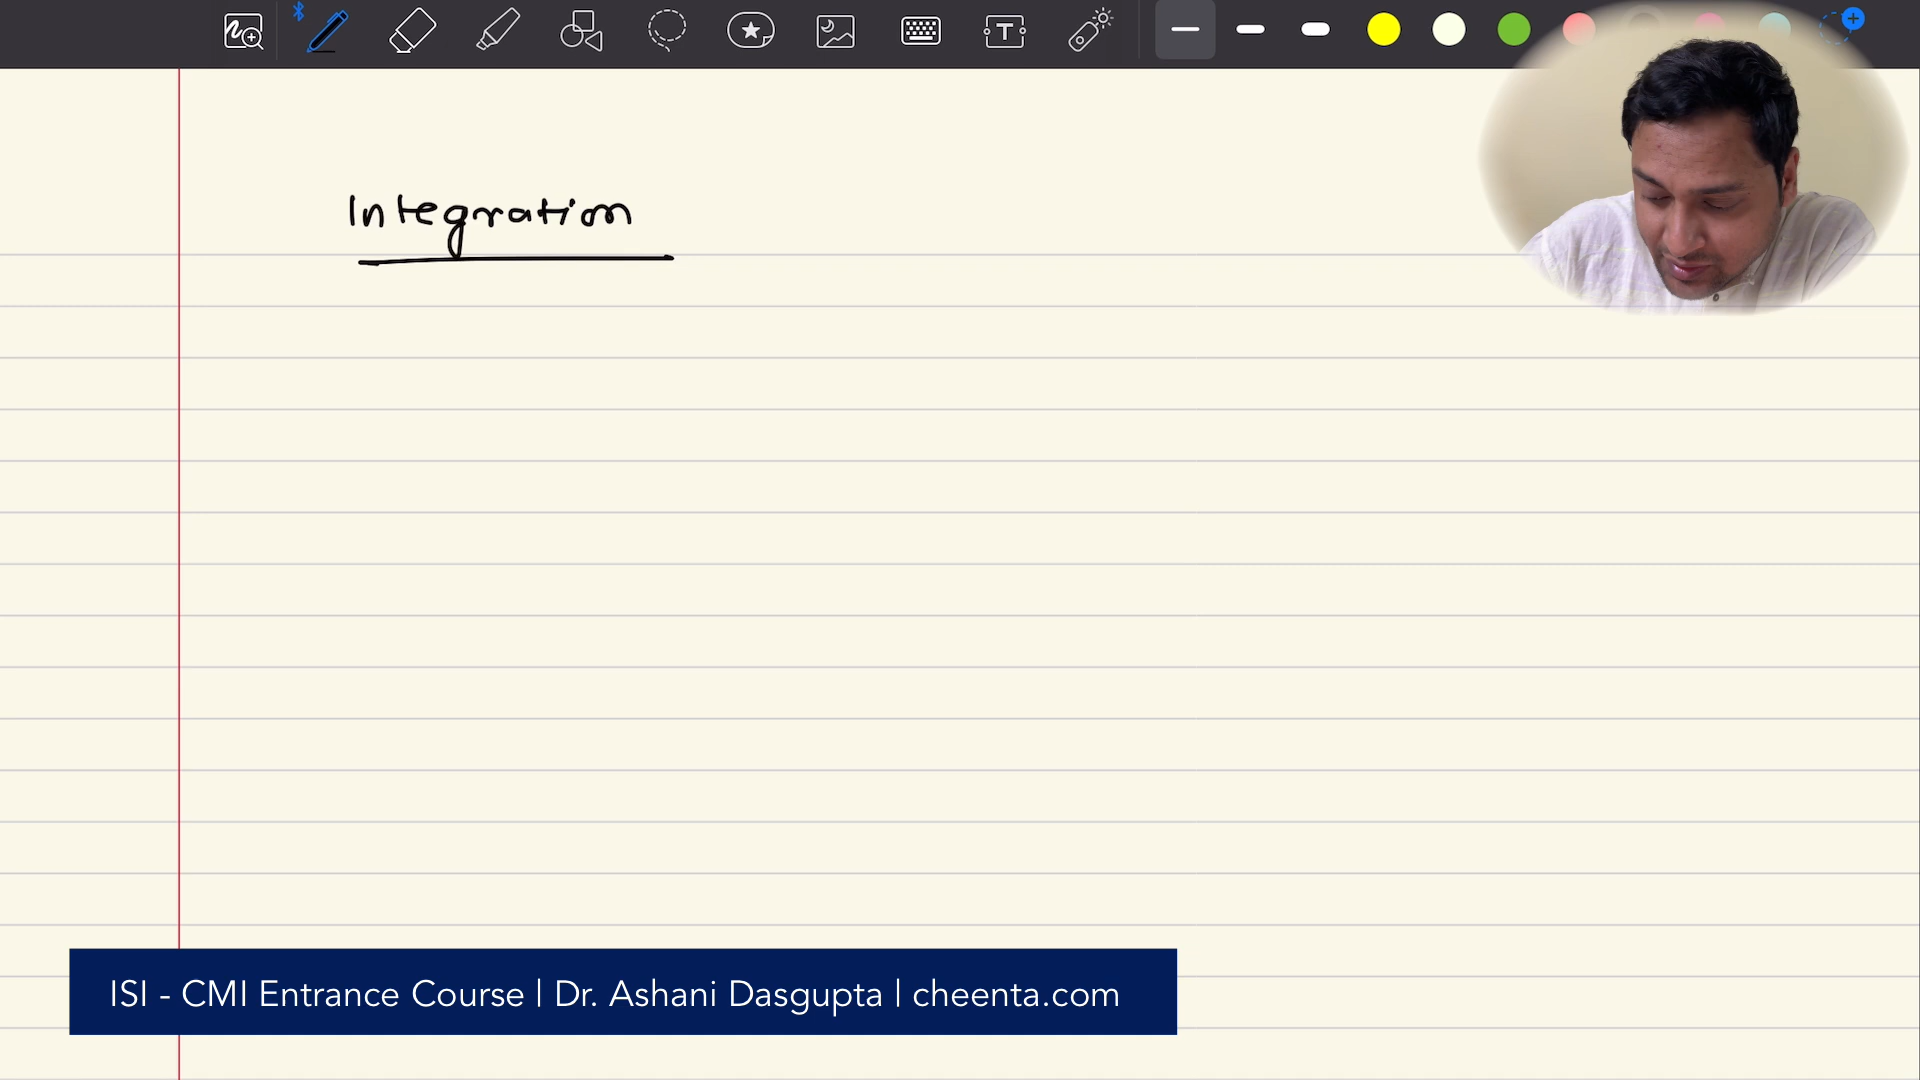 Integration
ISI - CMI Entrance Course | Dr. Ashani Dasgupta | cheenta.com